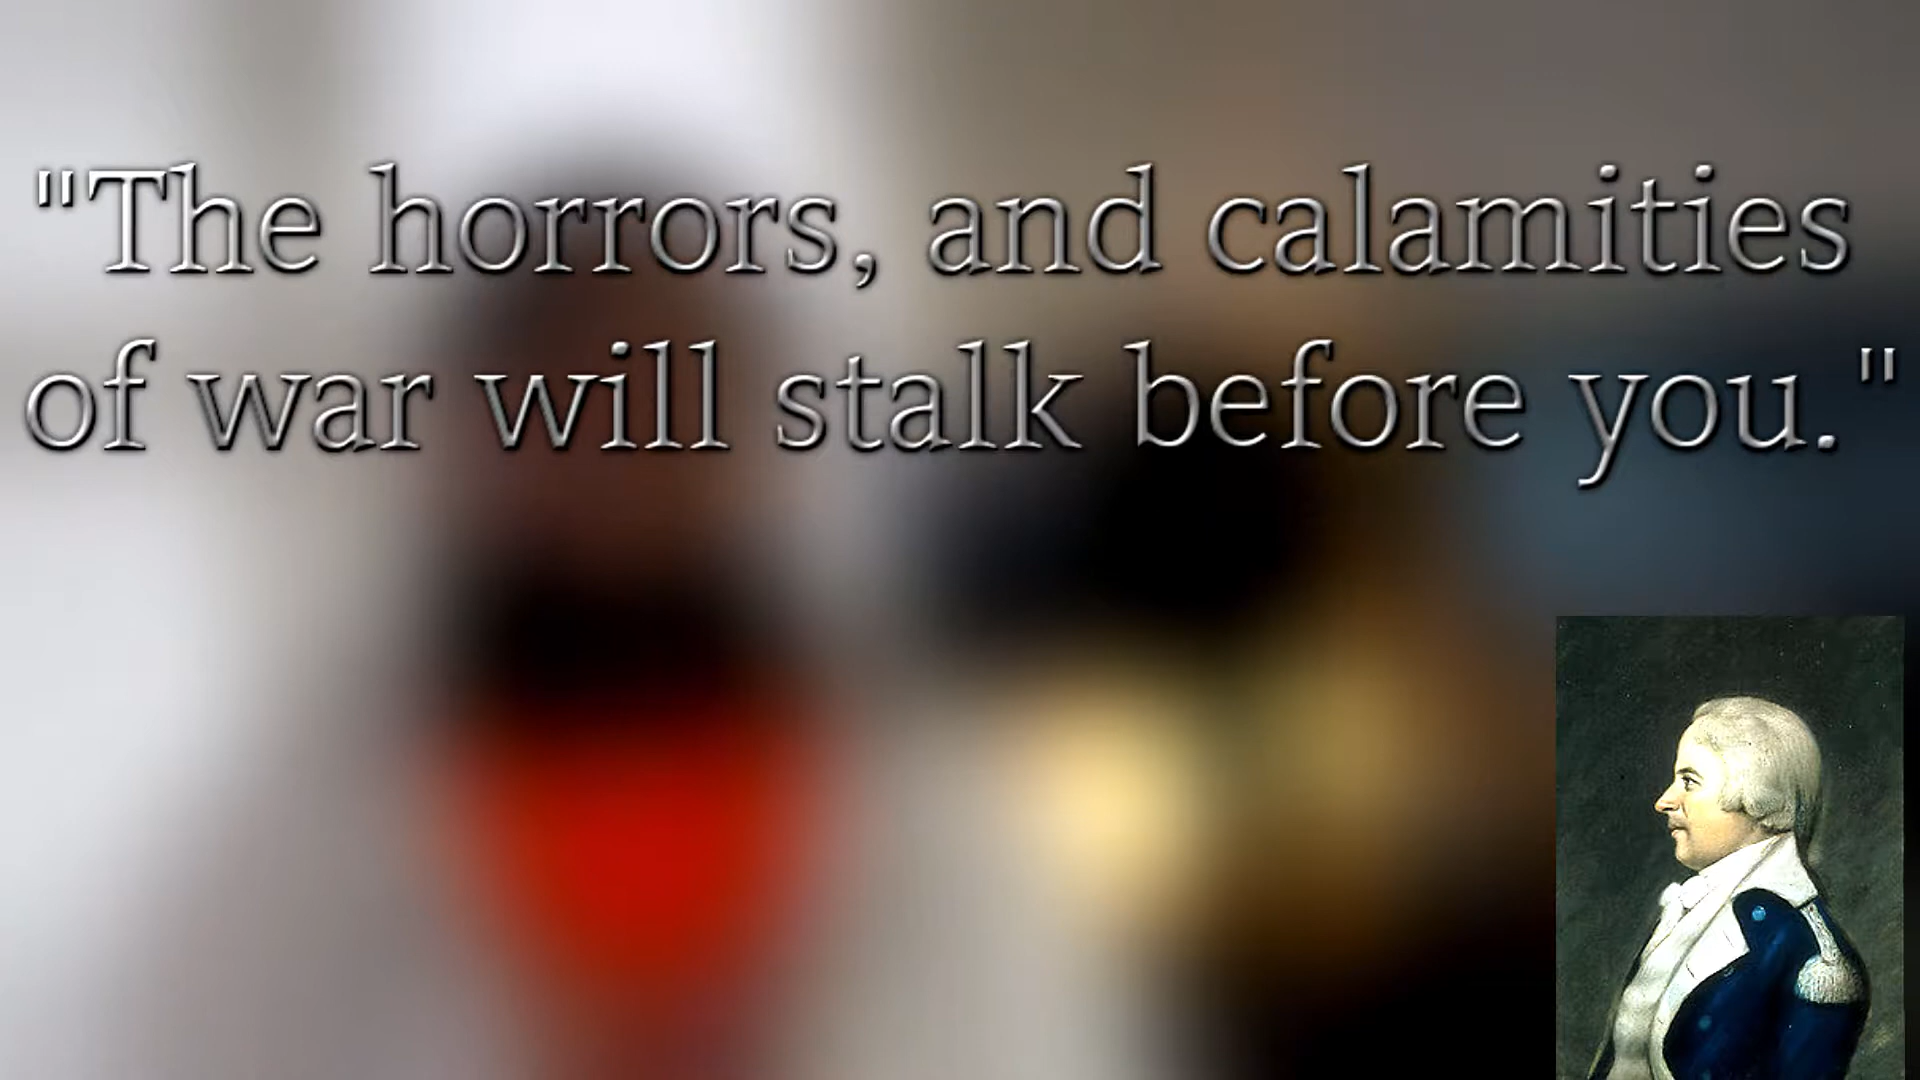 "The horrors, and calamities
of war will stalk before you."